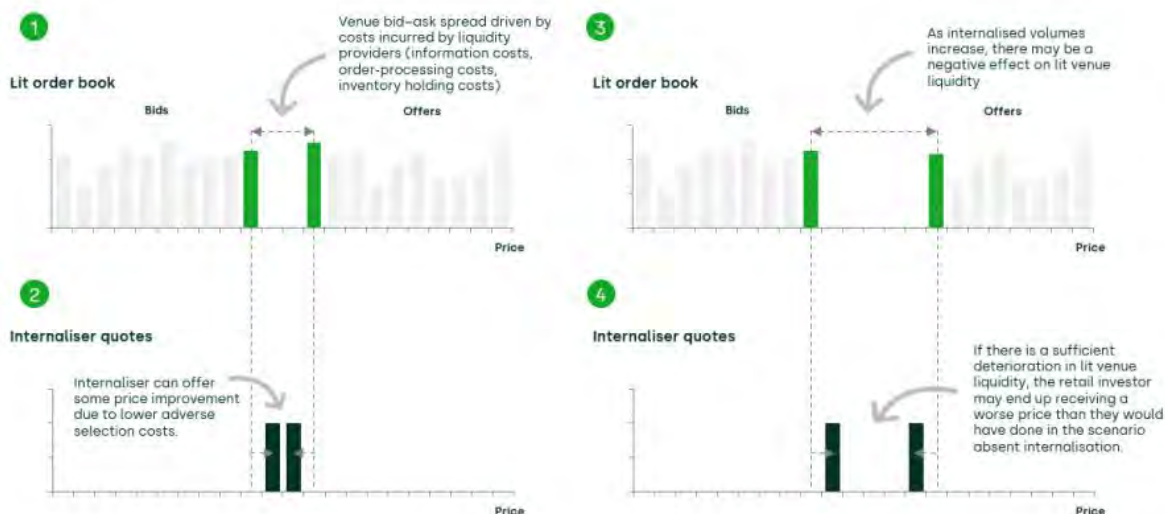 1
Venue bid–ask spread driven by
costs incurred by liquidity
providers (information costs,
order-processing costs,
inventory holding costs)
Lit order book
Bids
Offers
Price
2
Internaliser quotes
Internaliser can offer
some price improvement
due to lower adverse
selection costs.
Price
3
As internalised volumes
increase, there may be a
negative effect on lit venue
liquidity
Lit order book
Bids
Offers
Price
4
Internaliser quotes
If there is a sufficient
deterioration in lit venue
liquidity, the retail investor
may end up receiving a
worse price than they would
have done in the scenario
absent internalisation.
Price